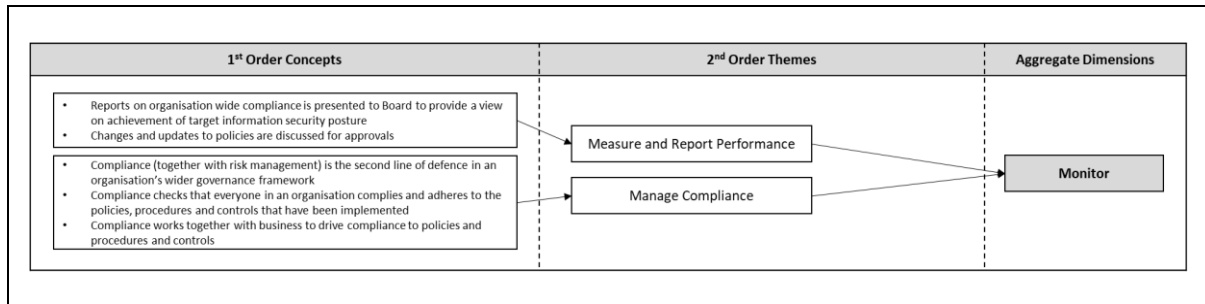 1st Order Concepts
2nd Order Themes
Aggregate Dimensions
• Reports on organisation wide compliance is presented to Board to provide a view
on achievement of target information security posture
• Changes and updates to policies are discussed for approvals
Measure and Report Performance
• Compliance (together with risk management) is the second line of defence in an
organisation's wider governance framework
• Compliance checks that everyone in an organisation complies and adheres to the
policies, procedures and controls that have been implemented
• Compliance works together with business to drive compliance to policies and
procedures and controls
Manage Compliance
Monitor